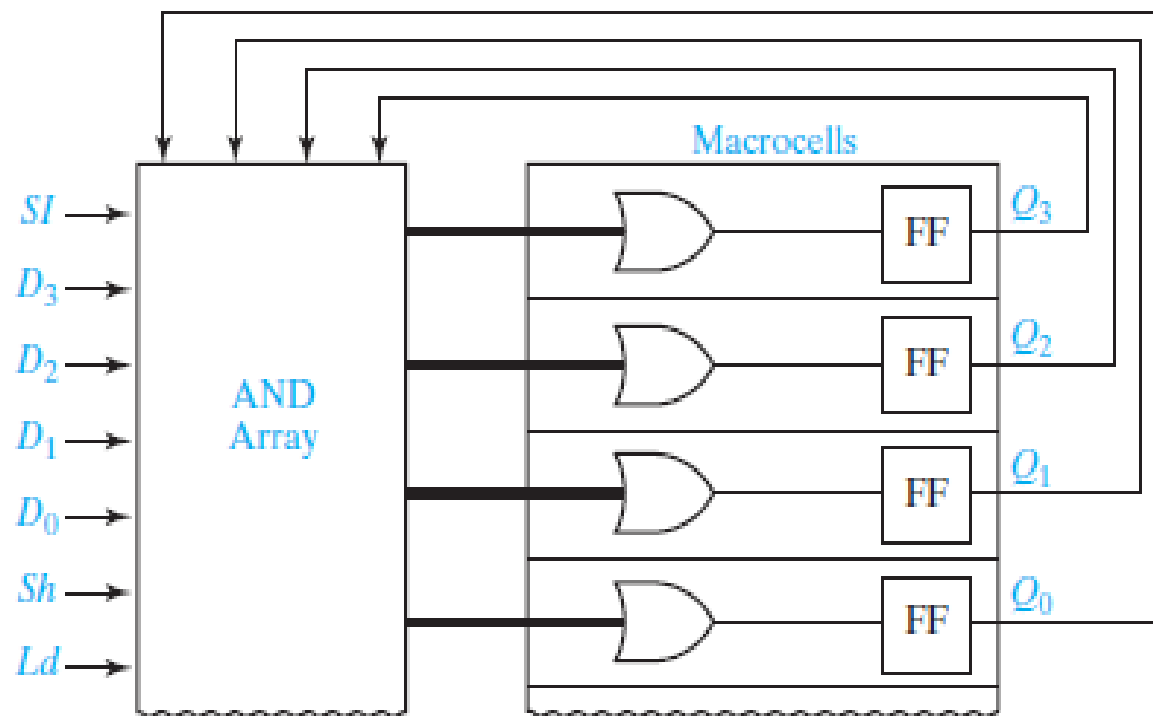 Macrocells
SI
D3
D2
D1
D0
Sh
Ld
AND
Array
FF
Q3
FF
Q2
FF
Q1
FF
Q0